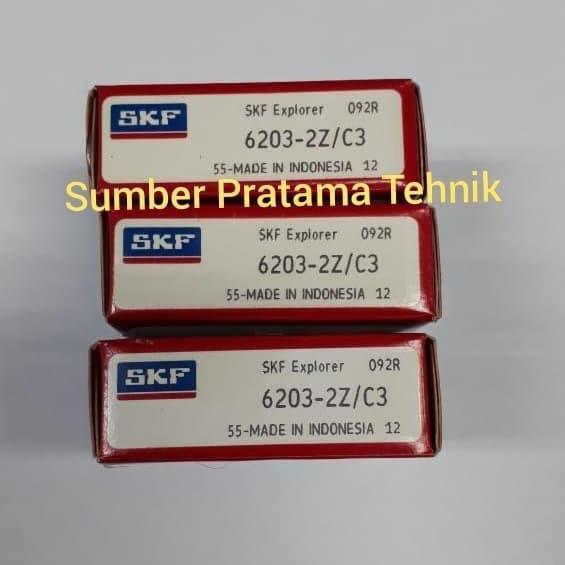 SKF
SKF Explorer 092R
6203-2Z/C3
55-MADE IN INDONESIA 12
Sumber Pratama Tehnik
SKF
SKF Explorer 092R
6203-2Z/C3
55-MADE IN INDONESIA 12
SKF
SKF Explorer 092R
6203-2Z/C3
55-MADE IN INDONESIA 12